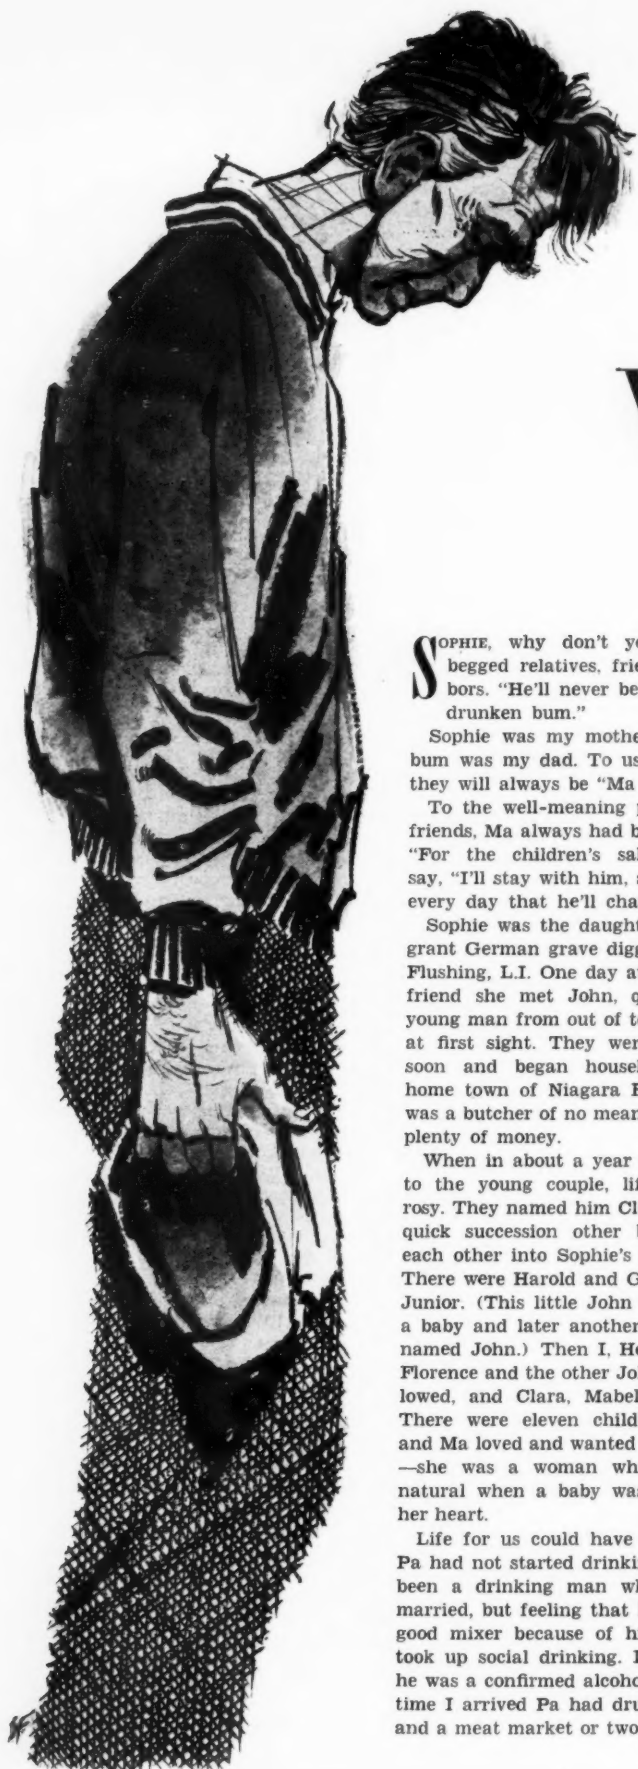 SOPHIE, why don't yo
begged relatives, frie
bors. "He'll never be
drunken bum."
Sophie was my mothe
bum was my dad. To us
they will always be "Ma
To the well-meaning p
friends, Ma always had b
"For the children's sal
say, "I'll stay with him, a
every day that he'll cha
Sophie was the daught
grant German grave digg
Flushing, L.I. One day a
friend she met John, q
young man from out of to
at first sight. They wer
soon and began househ
home town of Niagara F
was a butcher of no mean
plenty of money.
When in about a year
to the young couple, lif
rosy. They named him Cl
quick succession other b
each other into Sophie's
There were Harold and G
Junior. (This little John
a baby and later another
named John.) Then I, He
Florence and the other Jo
lowed, and Clara, Mabel
There were eleven child
and Ma loved and wanted
—she was a woman wh
natural when a baby wa
her heart.
Life for us could have
Pa had not started drinki
been a drinking man wh
married, but feeling that
good mixer because of h
took up social drinking. I
he was a confirmed alcoho
time I arrived Pa had dru
and a meat market or two